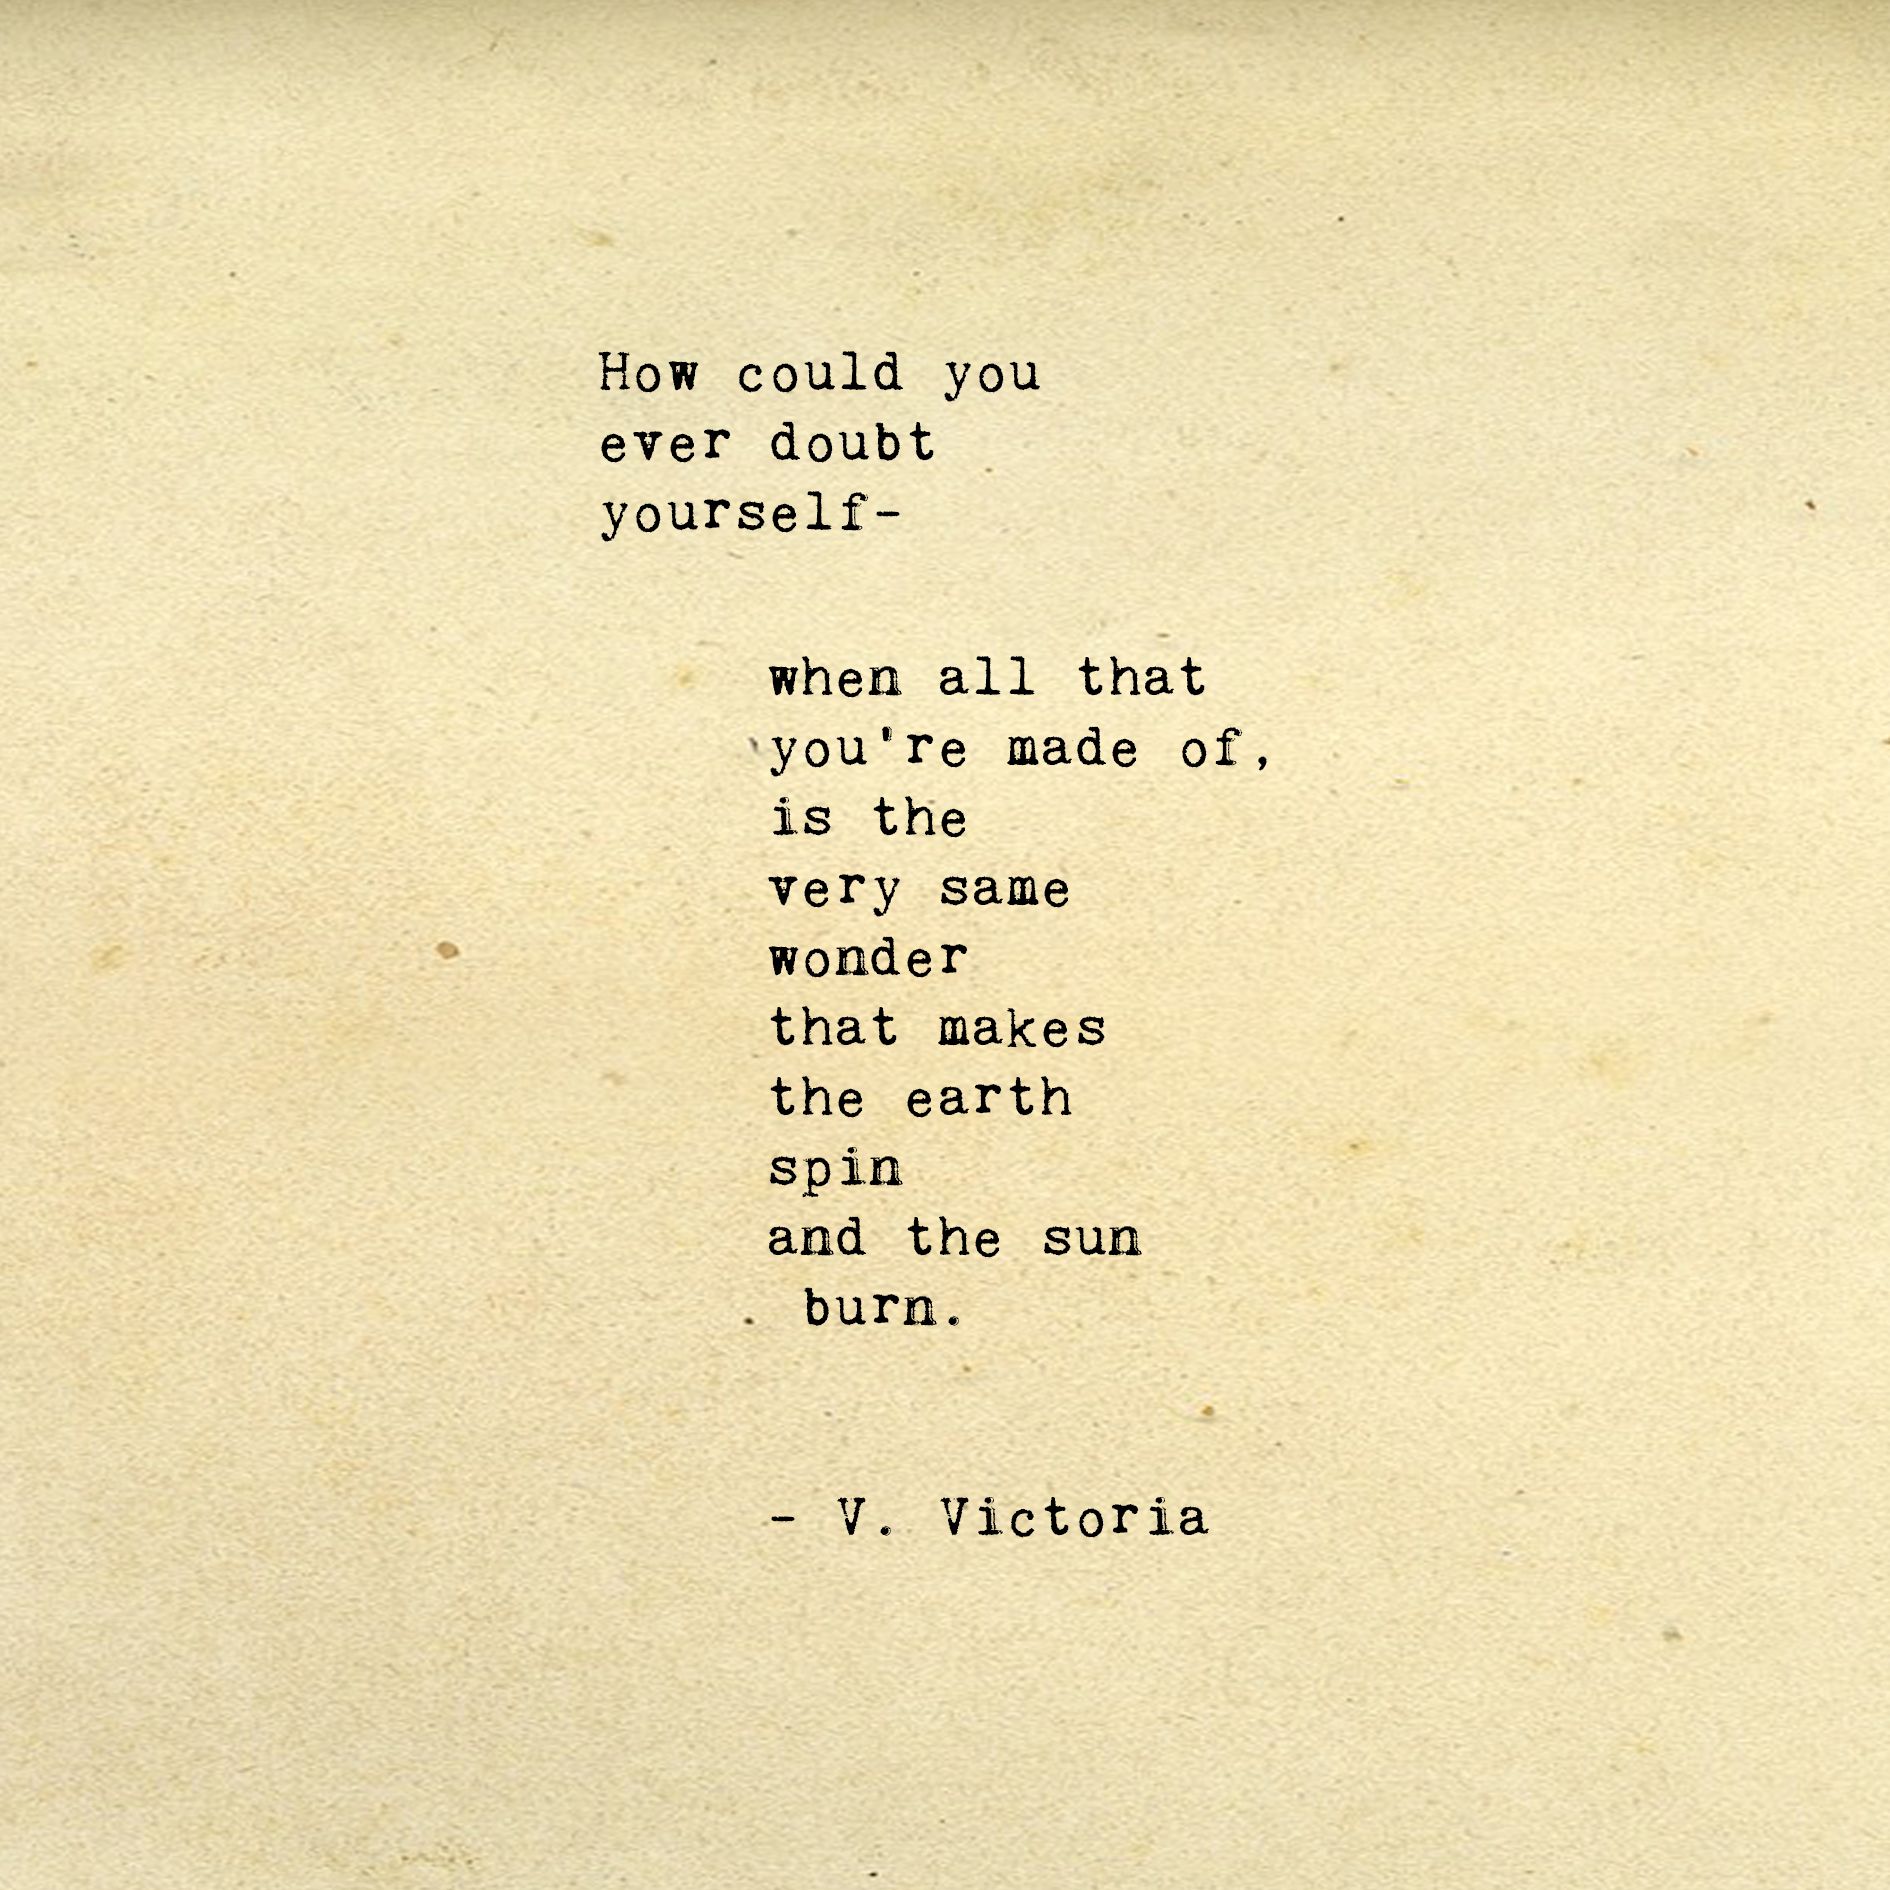 How could you
ever doubt
yourself-
when all that
you're made of,
is the
very same
wonder
that makes
the earth
spin
and the sun
burn.
- V. Victoria